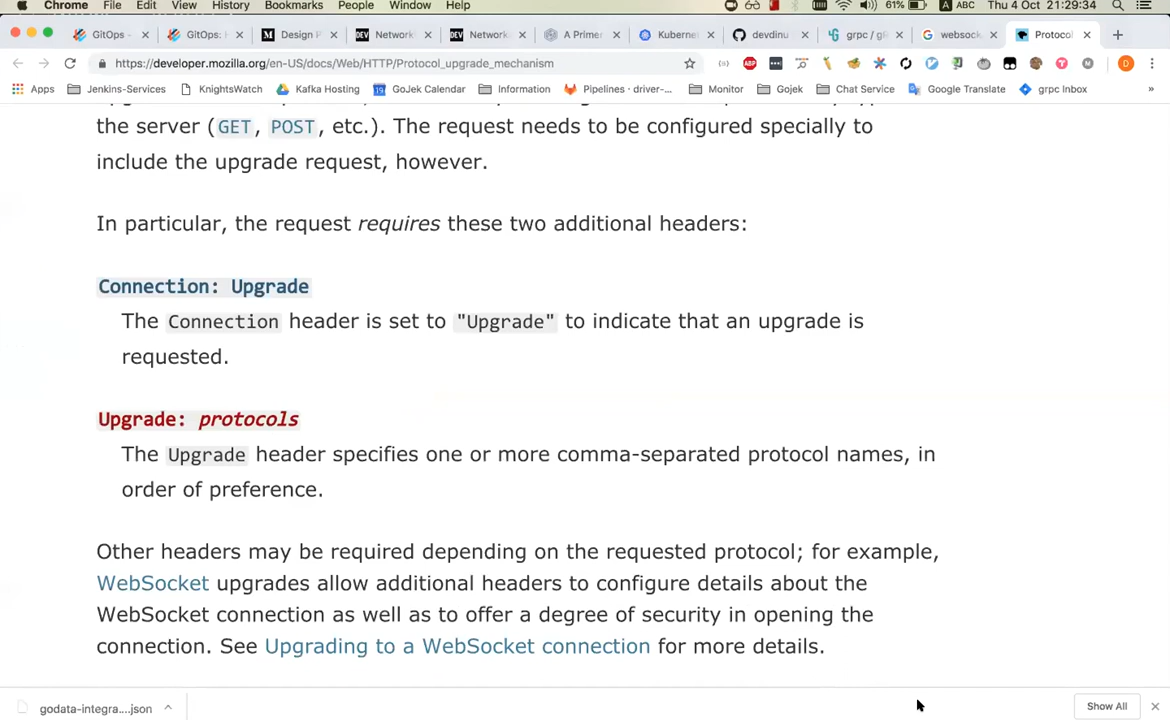 Chrome File Edit View History Bookmarks People Window Help 61% A ABC Thu 4 Oct 21:29:34
GitOps - GitOps: Design P DEV Network DEV Network A Primer Kuberne devdinu grpc / g websock Protocol
https://developer.mozilla.org/en-US/docs/Web/HTTP/Protocol_upgrade_mechanism
Apps Jenkins-Services KnightsWatch Kafka Hosting GoJek Calendar Information Pipelines · driver-... Monitor Gojek Chat Service Google Translate grpc Inbox »
the server (GET, POST, etc.). The request needs to be configured specially to
include the upgrade request, however.
In particular, the request requires these two additional headers:
Connection: Upgrade
The Connection header is set to "Upgrade" to indicate that an upgrade is
requested.
Upgrade: protocols
The Upgrade header specifies one or more comma-separated protocol names, in
order of preference.
Other headers may be required depending on the requested protocol; for example,
WebSocket upgrades allow additional headers to configure details about the
WebSocket connection as well as to offer a degree of security in opening the
connection. See Upgrading to a WebSocket connection for more details.
godata-integra....json
Show All